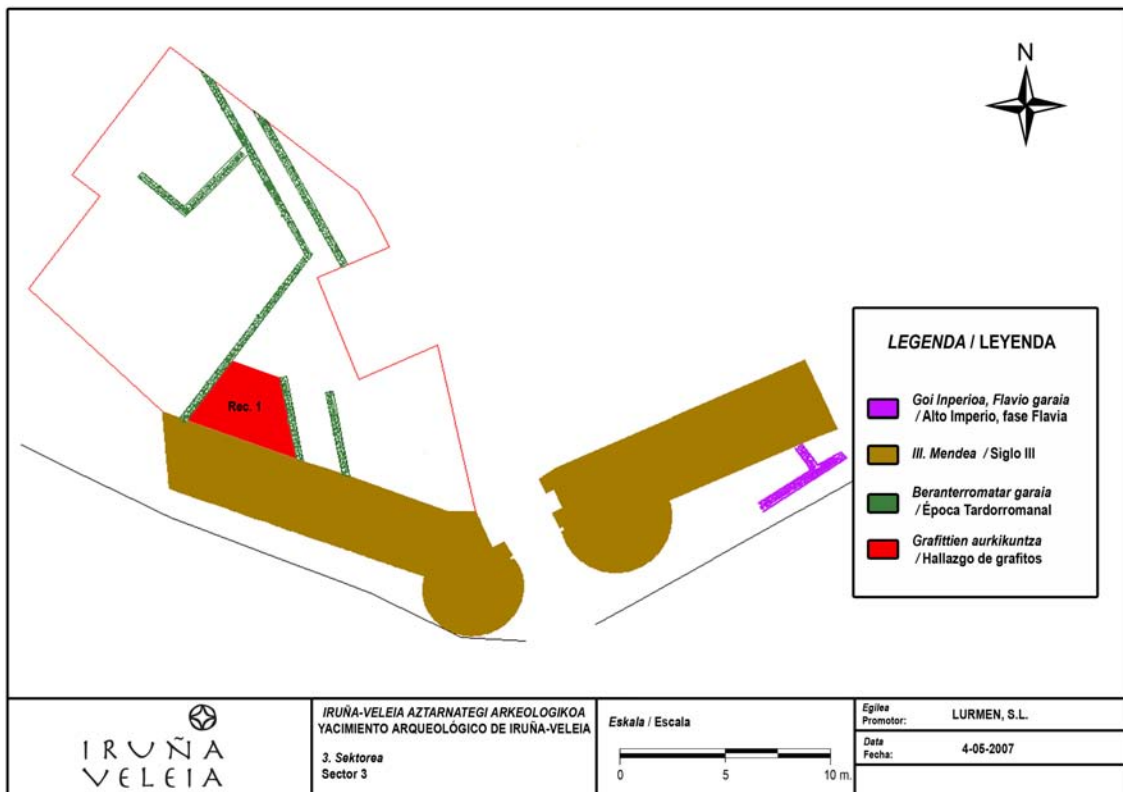 N
Rec. 1
LEGENDA / LEYENDA
Goi Inperioa, Flavio garaia
/ Alto Imperio, fase Flavia
III. Mendea / Siglo III
Beranterromatar garaia
/ Época Tardorromanal
Grafittien aurkikuntza
/ Hallazgo de grafitos
IRUÑA
VELEIA
IRUÑA-VELEIA AZTARNATEGI ARKEOLOGIKOA
YACIMIENTO ARQUEOLÓGICO DE IRUÑA-VELEIA
3. Sektorea
Sector 3
Eskala / Escala
0 5 10 m.
Egilea
Promotor: LURMEN, S.L.
Data
Fecha: 4-05-2007